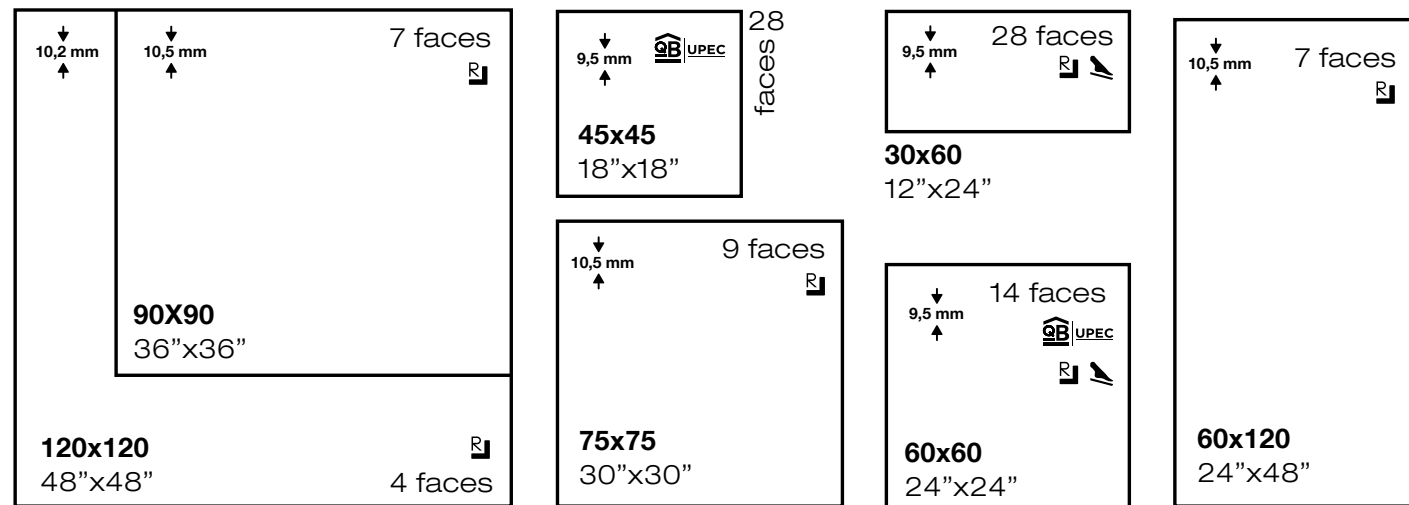 10,2 mm
10,5 mm
7 faces
R
90X90
36”x36”
120x120
48”x48”
R
4 faces
9,5 mm
QB UPEC
28
faces
45x45
18”x18”
10,5 mm
9 faces
R
75x75
30”x30”
9,5 mm
28 faces
R
30x60
12”x24”
9,5 mm
14 faces
QB UPEC
R
60x60
24”x24”
10,5 mm
7 faces
R
60x120
24”x48”